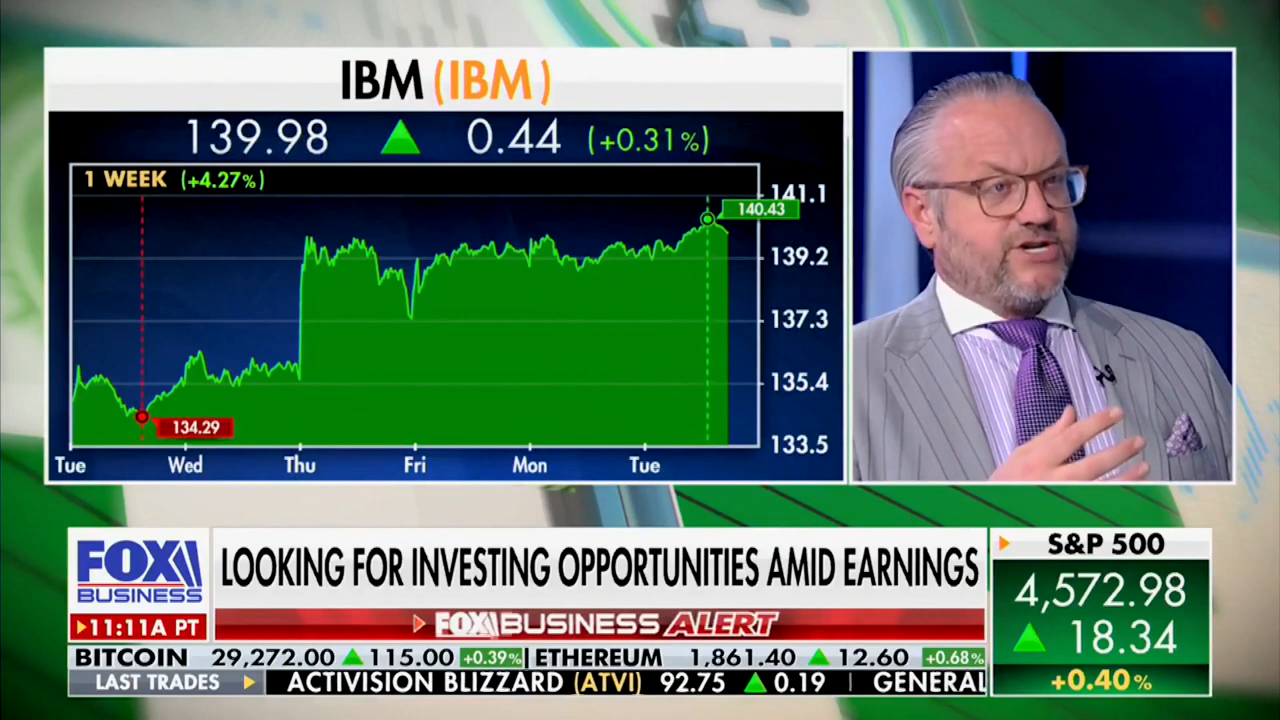 IBM (IBM)
139.98 ▲ 0.44 (+0.31%)
1 WEEK (+4.27%)
141.1
140.43
139.2
137.3
135.4
134.29
133.5
Tue Wed Thu Fri Mon Tue
FOX BUSINESS
11:11A PT
LOOKING FOR INVESTING OPPORTUNITIES AMID EARNINGS
FOX BUSINESS ALERT
S&P 500
4,572.98
▲ 18.34
+0.40%
BITCOIN 29,272.00 ▲ 115.00 +0.39% | ETHEREUM 1,861.40 ▲ 12.60 +0.68%
LAST TRADES ACTIVISION BLIZZARD (ATVI) 92.75 ▲ 0.19 | GENERAL